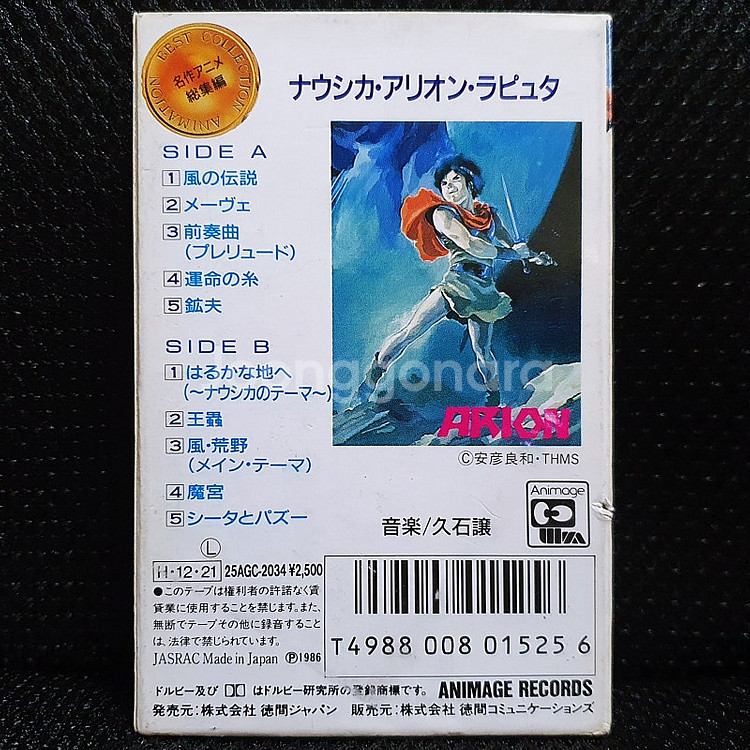 ANIMATION BEST COLLECTION
名作アニメ
総集編
ナウシカ・アリオン・ラピュタ
SIDE A
1 風の伝説
2 メーヴェ
3 前奏曲
(プレリュード)
4 運命の糸
5 鉱夫
SIDE B
1 はるかな地へ
(〜ナウシカのテーマ〜)
2 王蟲
3 風・荒野
(メイン・テーマ)
4 魔宮
5 シータとパズー
ARION
©安彦良和・THMS
Animage
音楽/久石譲
L
H・12・21 25AGC-2034 ¥2,500
●このテープは権利者の許諾なく賃
貸業に使用することを禁じます。また、
無断でテープその他に録音すること
は、法律で禁じられています。
JASRAC Made in Japan Ⓟ1986
T4988 008 01525 6
ドルビー及び は ドルビー研究所の登録商標です。 ANIMAGE RECORDS
発売元:株式会社 徳間ジャパン 販売元:株式会社 徳間コミュニケーションズ